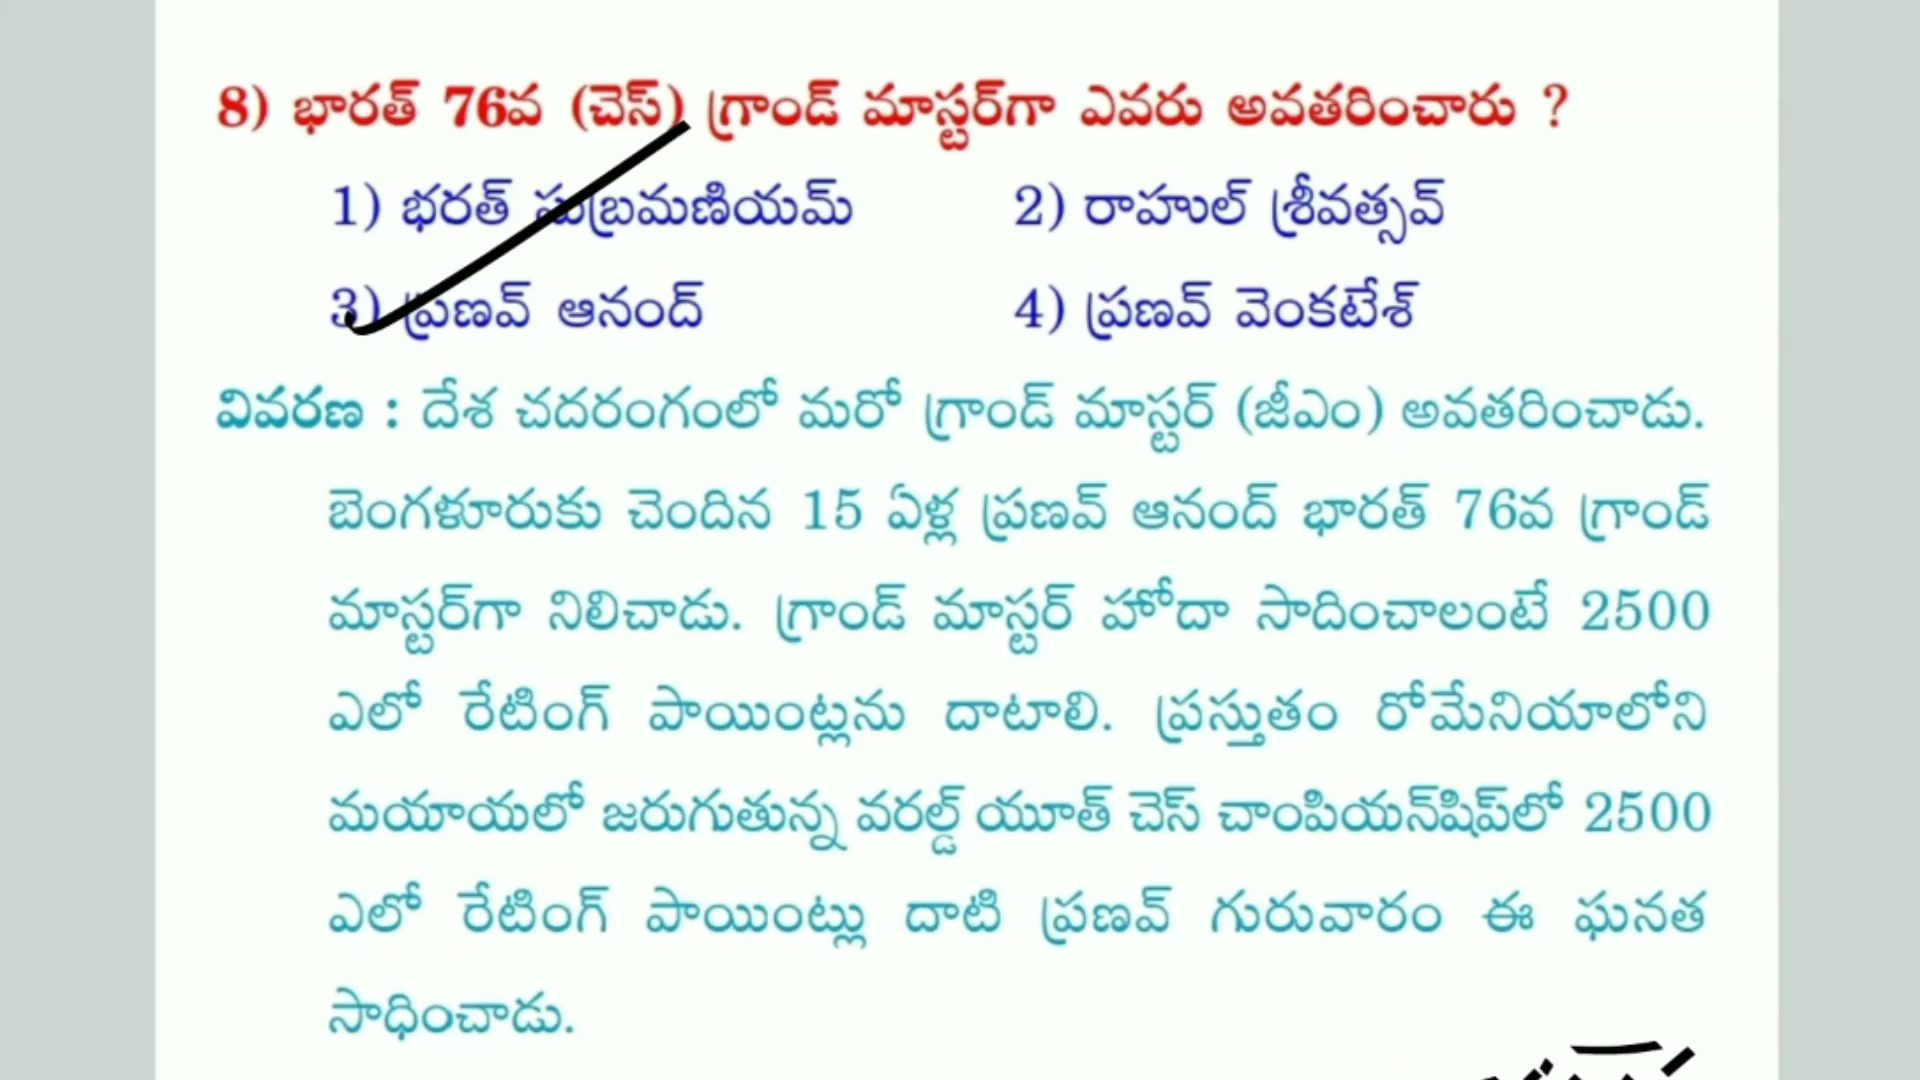 8) భారత్ 76వ (చెస్) గ్రాండ్ మాస్టర్‌గా ఎవరు అవతరించారు ?
1) భరత్ సుబ్రమణియమ్ 2) రాహుల్ శ్రీవత్సవ్
3) ప్రణవ్ ఆనంద్ 4) ప్రణవ్ వెంకటేశ్
వివరణ : దేశ చదరంగంలో మరో గ్రాండ్ మాస్టర్ (జీఎం) అవతరించాడు.
బెంగళూరుకు చెందిన 15 ఏళ్ల ప్రణవ్ ఆనంద్ భారత్ 76వ గ్రాండ్
మాస్టర్‌గా నిలిచాడు. గ్రాండ్ మాస్టర్ హోదా సాదించాలంటే 2500
ఎలో రేటింగ్ పాయింట్లను దాటాలి. ప్రస్తుతం రోమేనియాలోని
మయాయలో జరుగుతున్న వరల్డ్ యూత్ చెస్ చాంపియన్‌షిప్‌లో 2500
ఎలో రేటింగ్ పాయింట్లు దాటి ప్రణవ్ గురువారం ఈ ఘనత
సాధించాడు.